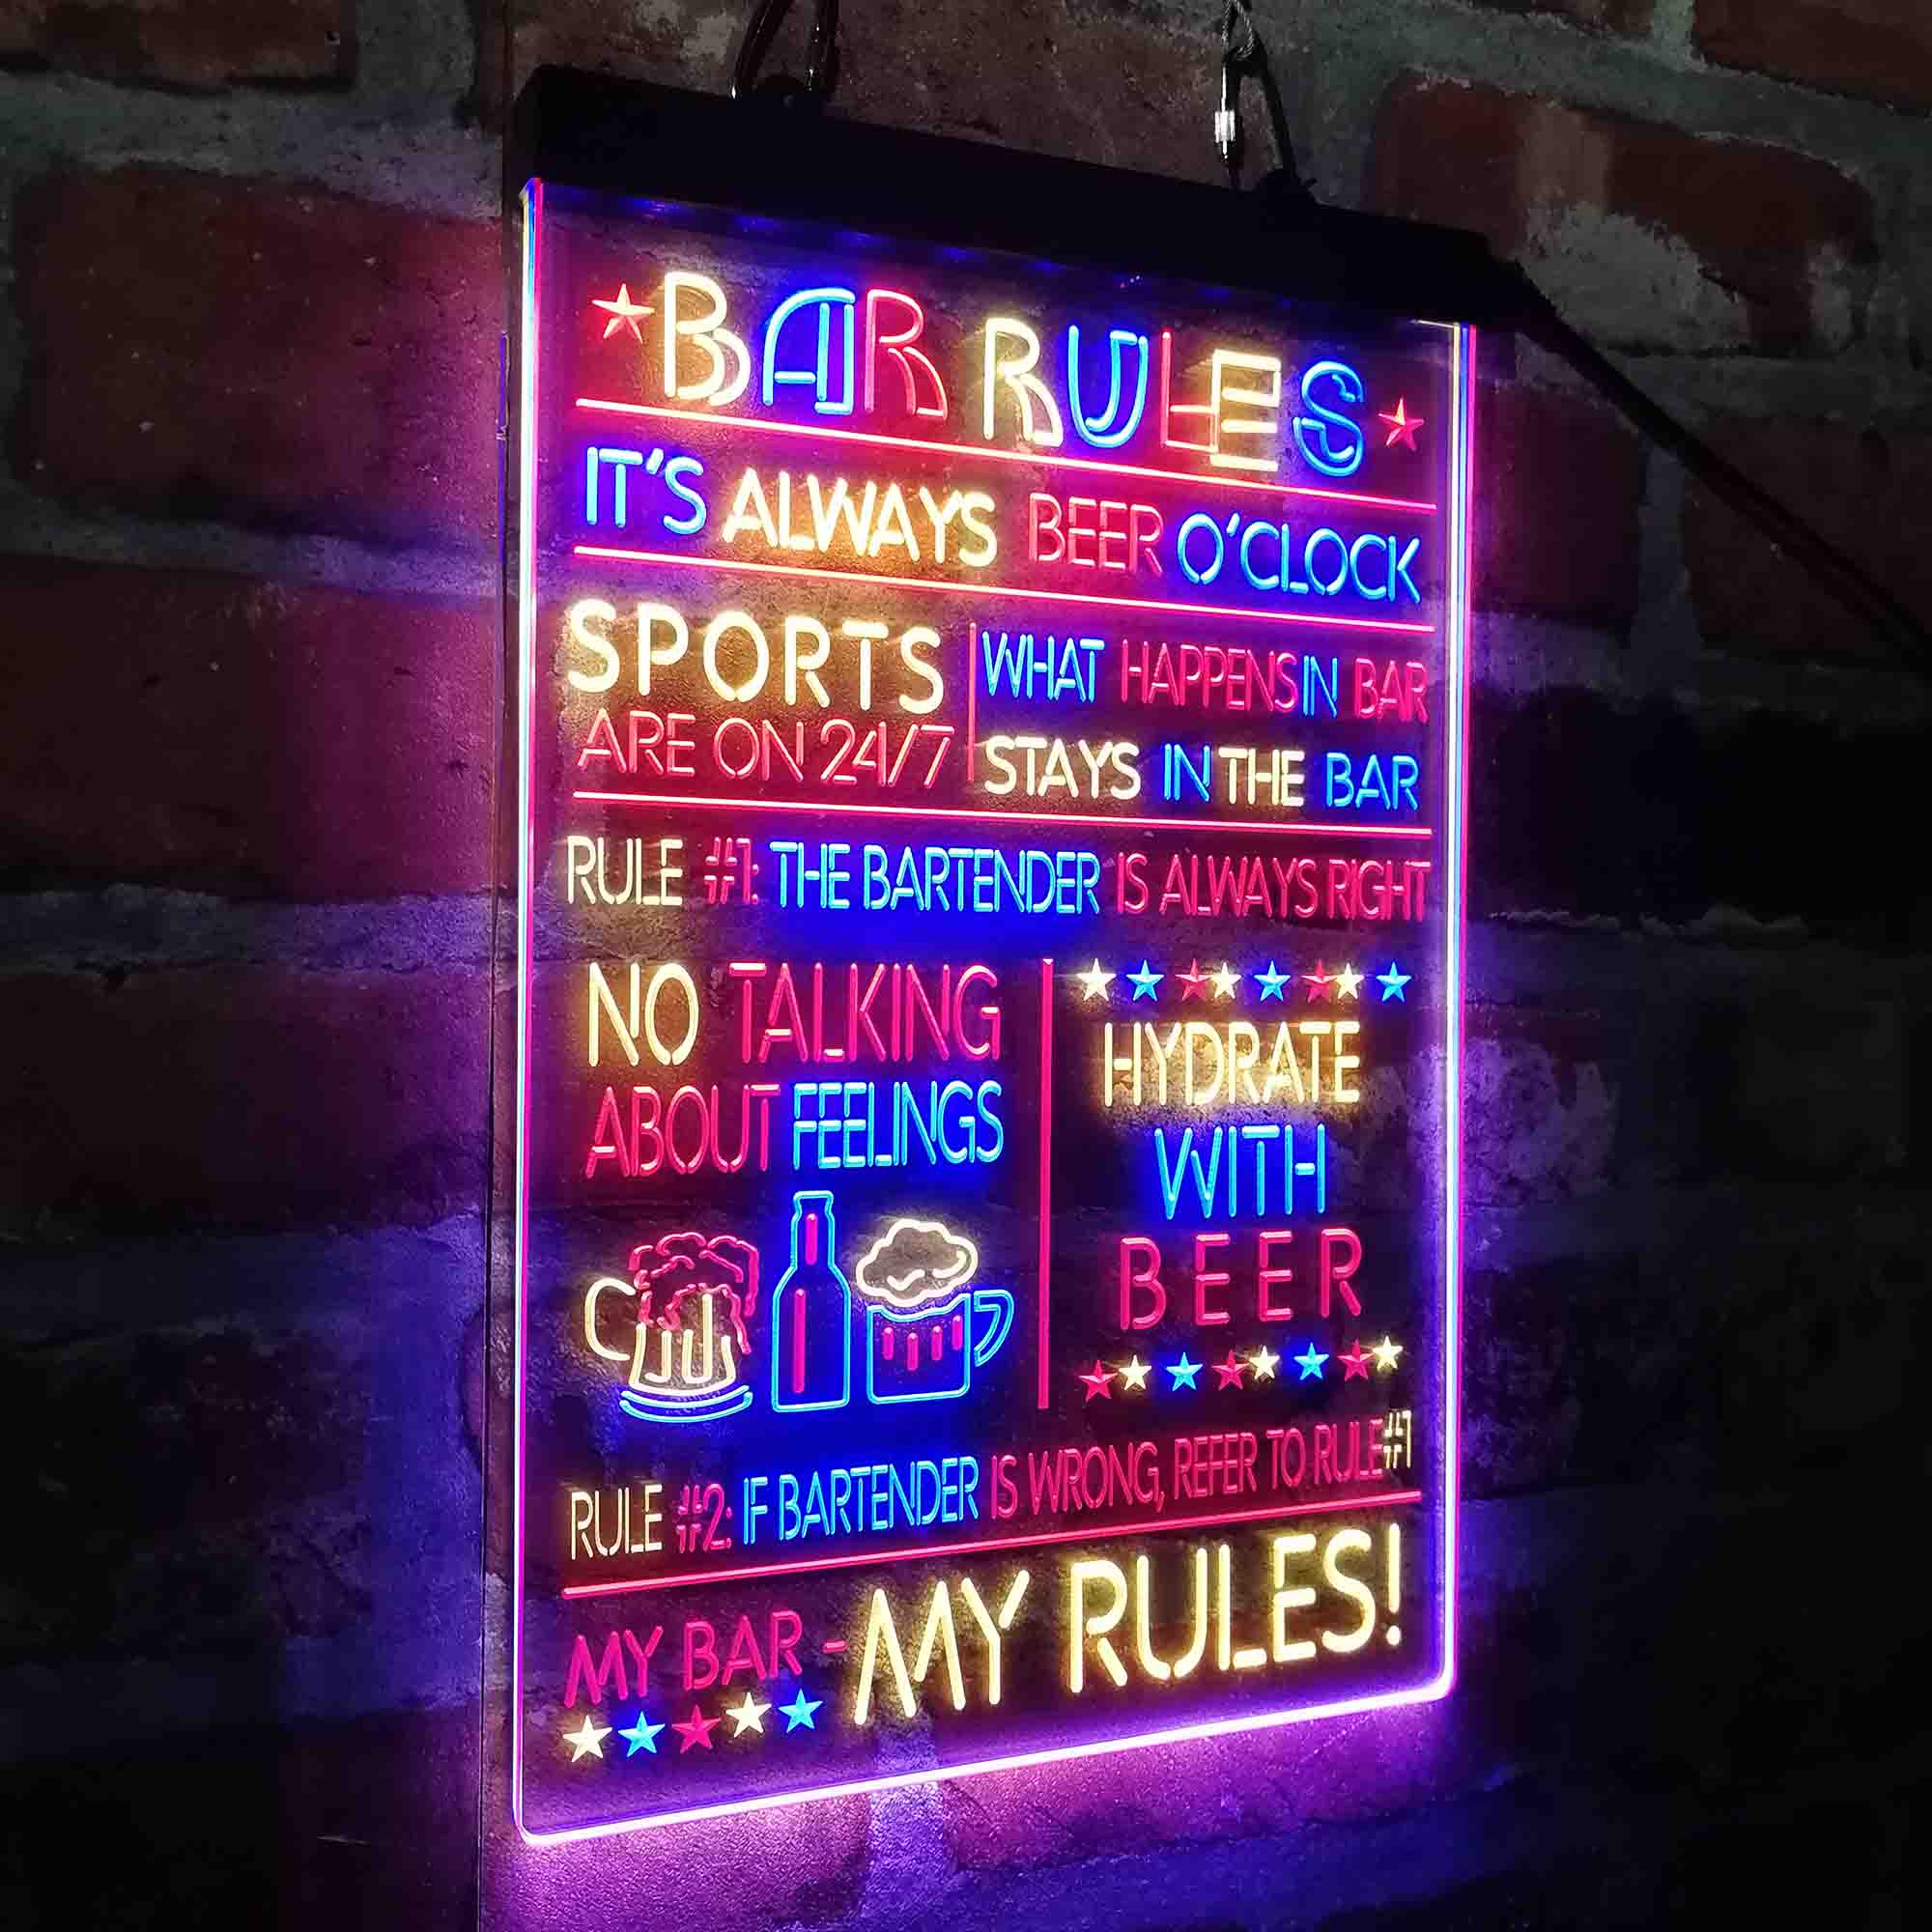 BAR RULES
IT'S ALWAYS BEER O'CLOCK
SPORTS
ARE ON 24/7
WHAT HAPPENS IN BAR
STAYS IN THE BAR
RULE #1: THE BARTENDER IS ALWAYS RIGHT
NO TALKING
ABOUT FEELINGS
HYDRATE
WITH
BEER
RULE #2: IF BARTENDER IS WRONG, REFER TO RULE #1
MY BAR - MY RULES!